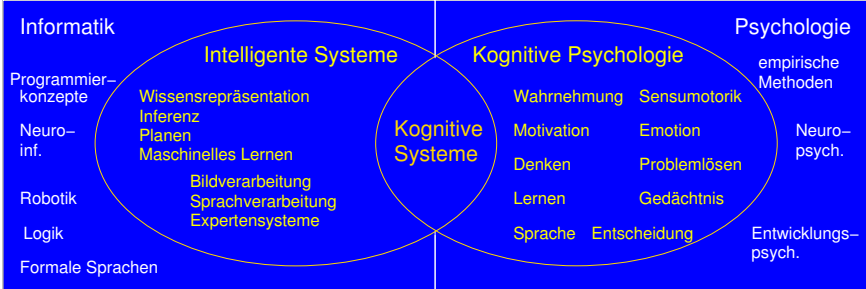 Informatik
Psychologie
Intelligente Systeme
Kognitive Psychologie
Programmier–
konzepte
Neuro–
inf.
Robotik
Logik
Formale Sprachen
Wissensrepräsentation
Inferenz
Planen
Maschinelles Lernen
Bildverarbeitung
Sprachverarbeitung
Expertensysteme
Kognitive
Systeme
Wahrnehmung Sensumotorik
Motivation Emotion
Denken Problemlösen
Lernen Gedächtnis
Sprache Entscheidung
empirische
Methoden
Neuro–
psych.
Entwicklungs–
psych.